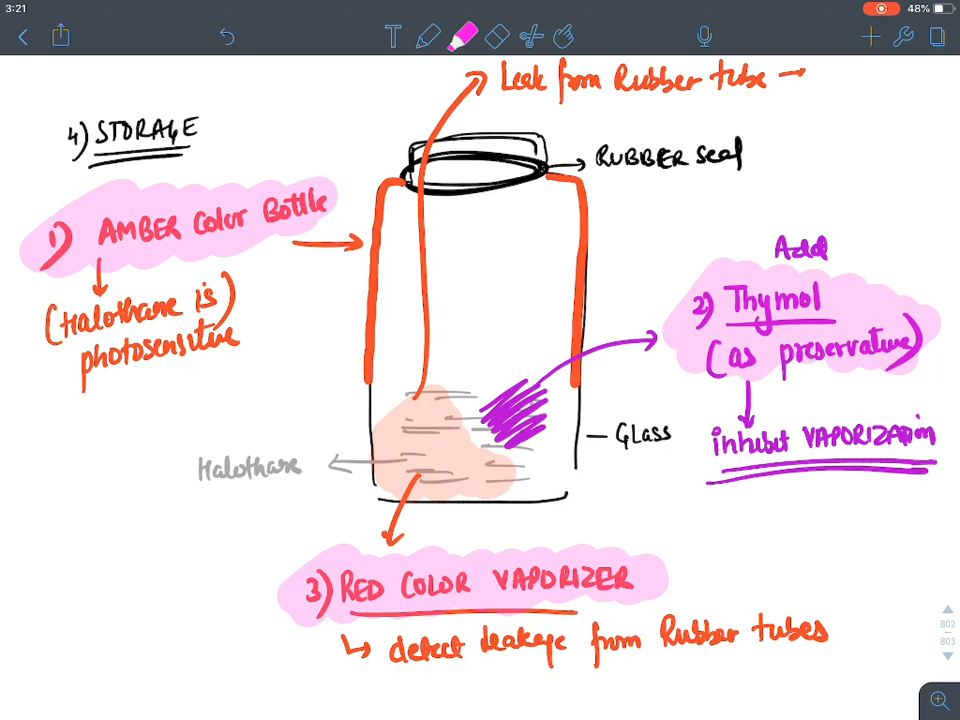 3:21
48%
T
Leak from Rubber tube →
4) STORAGE
RUBBER seal
1) AMBER Color Bottle
(Halothane is)
photosensitive
Add
2) Thymol
(as preservative)
inhibit VAPORIZATION
Glass
Halothane
3) RED COLOR VAPORIZER
↳ detect leakage from Rubber tubes
802
803